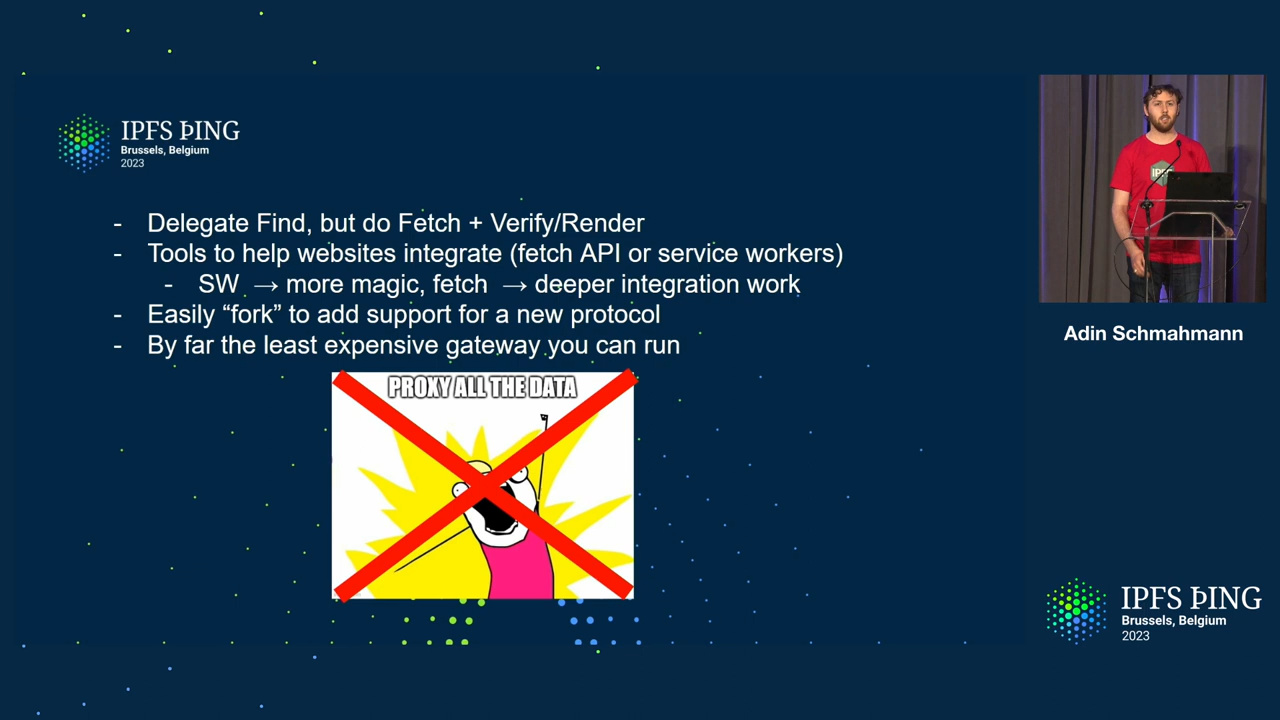 IPFS ÞING
Brussels, Belgium
2023
- Delegate Find, but do Fetch + Verify/Render
- Tools to help websites integrate (fetch API or service workers)
- SW → more magic, fetch → deeper integration work
- Easily “fork” to add support for a new protocol
- By far the least expensive gateway you can run
PROXY ALL THE DATA
IPFS
Adin Schmahmann
IPFS ÞING
Brussels, Belgium
2023